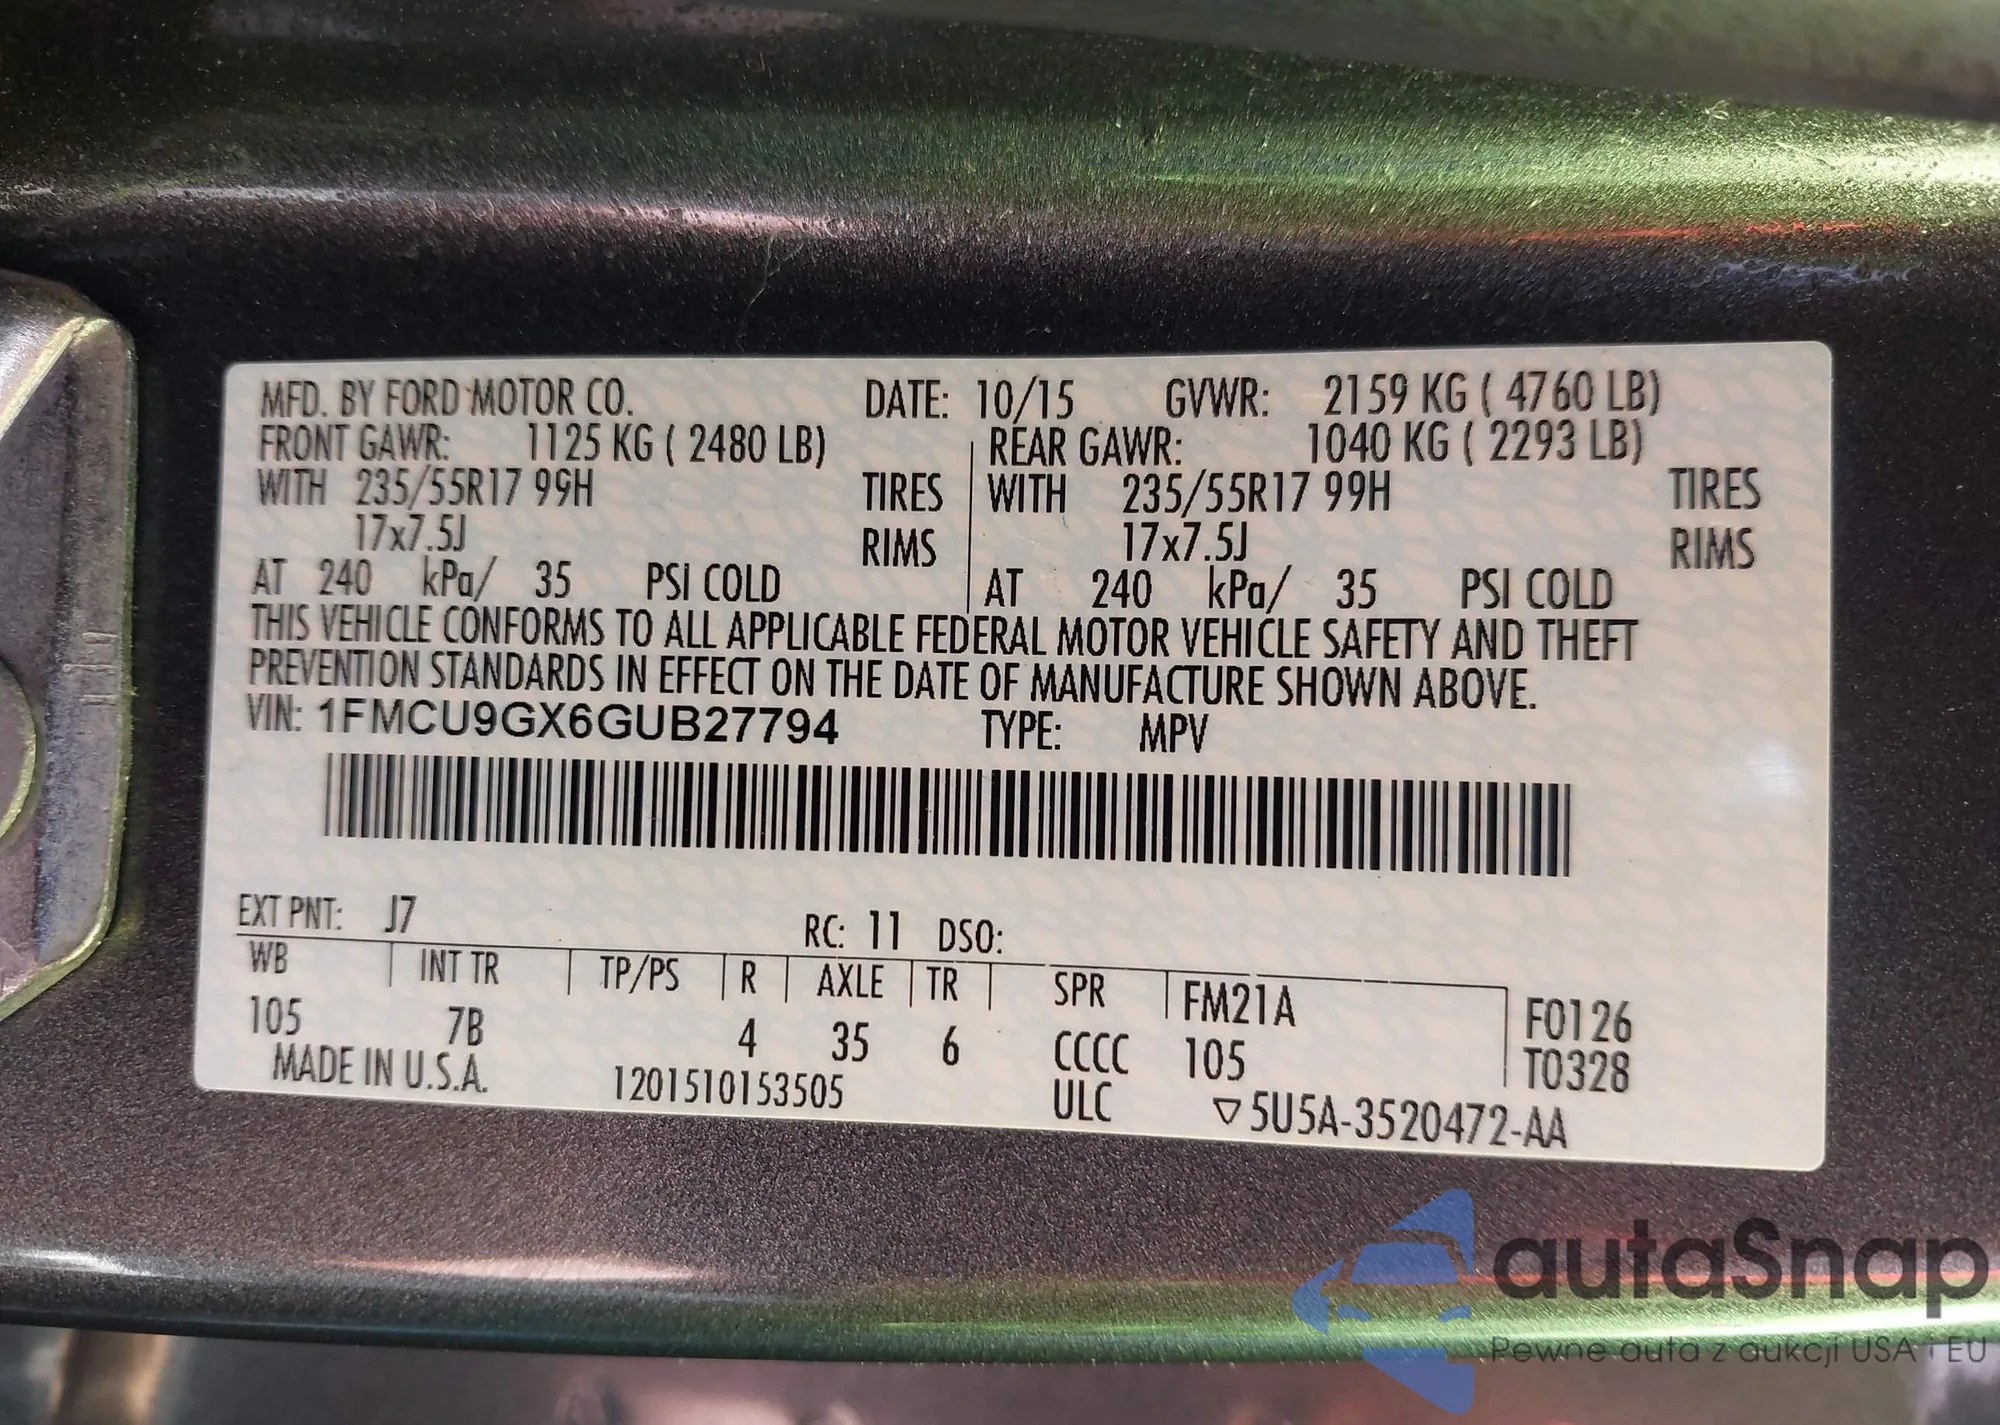 MFD. BY FORD MOTOR CO. DATE: 10/15 GVWR: 2159 KG ( 4760 LB)
FRONT GAWR: 1125 KG ( 2480 LB) REAR GAWR: 1040 KG ( 2293 LB)
WITH 235/55R17 99H TIRES WITH 235/55R17 99H TIRES
17x7.5J RIMS 17x7.5J RIMS
AT 240 kPa/ 35 PSI COLD AT 240 kPa/ 35 PSI COLD
THIS VEHICLE CONFORMS TO ALL APPLICABLE FEDERAL MOTOR VEHICLE SAFETY AND THEFT
PREVENTION STANDARDS IN EFFECT ON THE DATE OF MANUFACTURE SHOWN ABOVE.
VIN: 1FMCU9GX6GUB27794 TYPE: MPV
EXT PNT: J7 RC: 11 DSO:
WB INT TR TP/PS R AXLE TR SPR FM21A F0126
105 7B 4 35 6 CCCC 105 T0328
MADE IN U.S.A. 1201510153505 ULC ▽5U5A-3520472-AA
autaSnap
Pewne auta z aukcji USA i EU